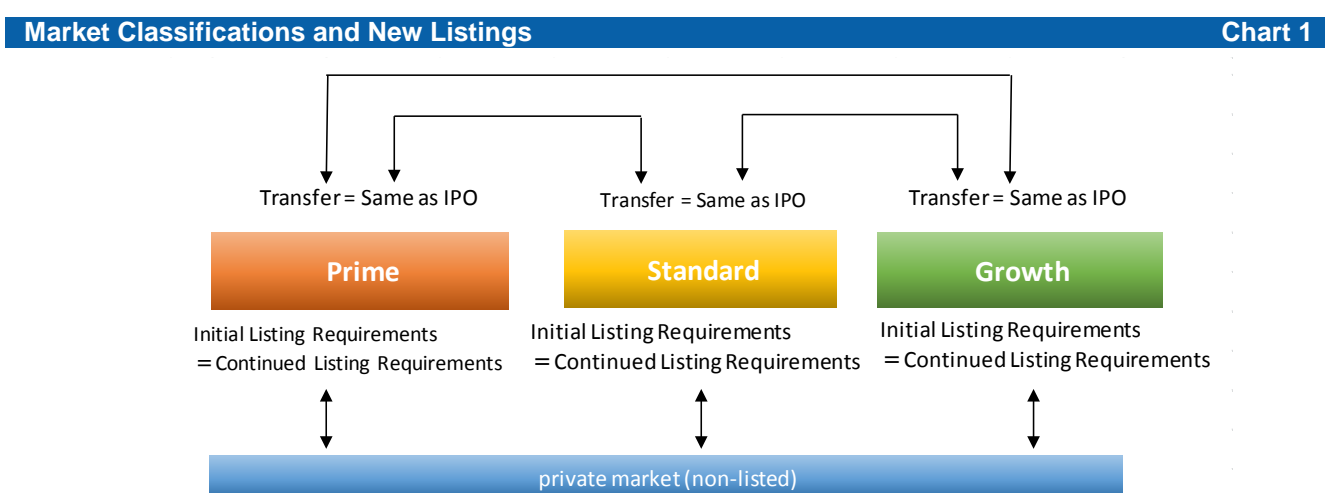 Market Classifications and New Listings Chart 1
Transfer = Same as IPO
Transfer = Same as IPO
Transfer = Same as IPO
Prime
Standard
Growth
Initial Listing Requirements
＝Continued Listing Requirements
Initial Listing Requirements
＝Continued Listing Requirements
Initial Listing Requirements
＝Continued Listing Requirements
private market (non-listed)